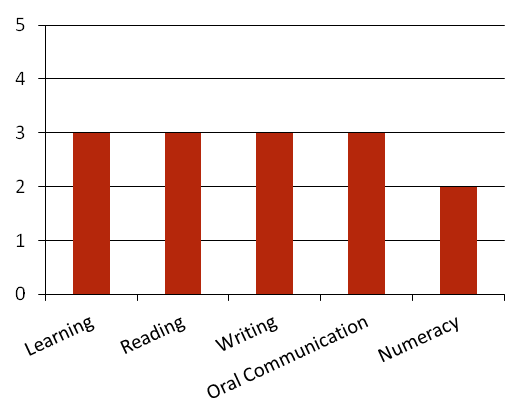 5
4
3
2
1
0
Learning
Reading
Writing
Oral Communication
Numeracy